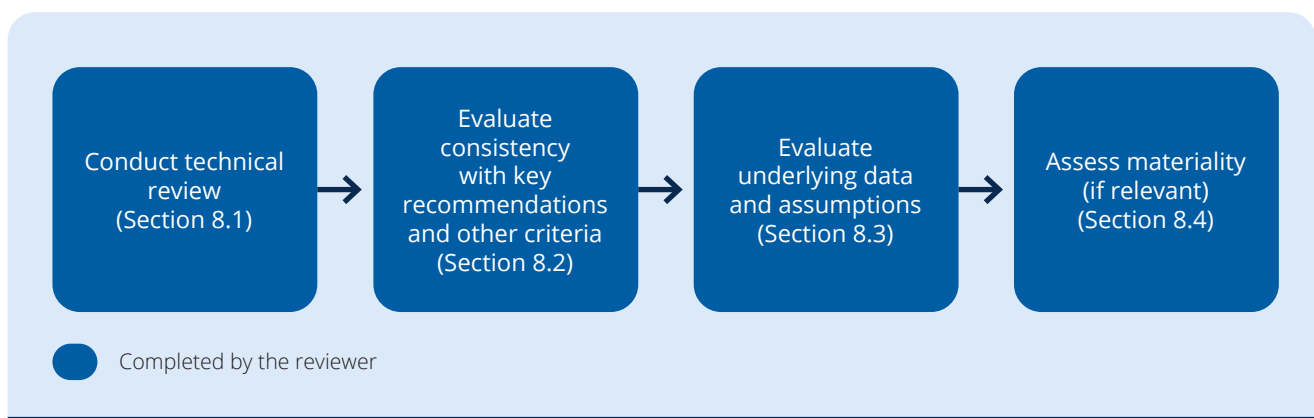 Conduct technical
review
(Section 8.1)
Evaluate
consistency
with key
recommendations
and other criteria
(Section 8.2)
Evaluate
underlying data
and assumptions
(Section 8.3)
Assess materiality
(if relevant)
(Section 8.4)
Completed by the reviewer